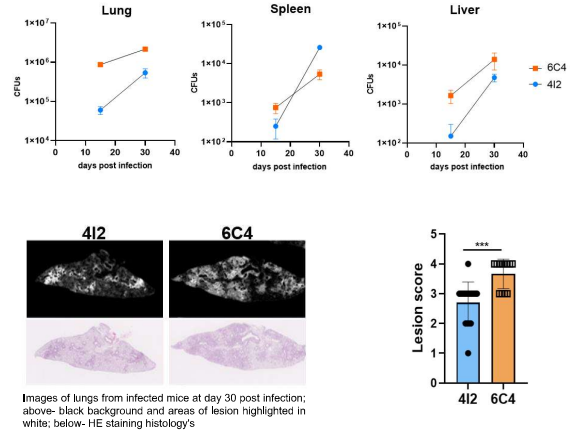 Lung
Spleen
Liver
1×10⁷
1×10⁶
1×10⁵
1×10⁴
CFUs
0 10 20 30 40
days post infection
1×10⁵
1×10⁴
1×10³
1×10²
CFUs
0 10 20 30 40
days post infection
1×10⁵
1×10⁴
1×10³
1×10²
CFUs
0 10 20 30 40
days post infection
6C4
4I2
4I2
6C4
Images of lungs from infected mice at day 30 post infection;
above- black background and areas of lesion highlighted in
white; below- HE staining histology's
5
4
3
2
1
0
Lesion score
***
4I2 6C4